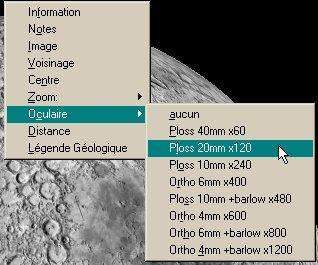 Information
Notes
Image
Voisinage
Centre
Zoom:
Oculaire
Distance
Légende Géologique
aucun
Ploss 40mm x60
Ploss 20mm x120
Ploss 10mm x240
Ortho 6mm x400
Ploss 10mm +barlow x480
Ortho 4mm x600
Ortho 6mm +barlow x800
Ortho 4mm +barlow x1200